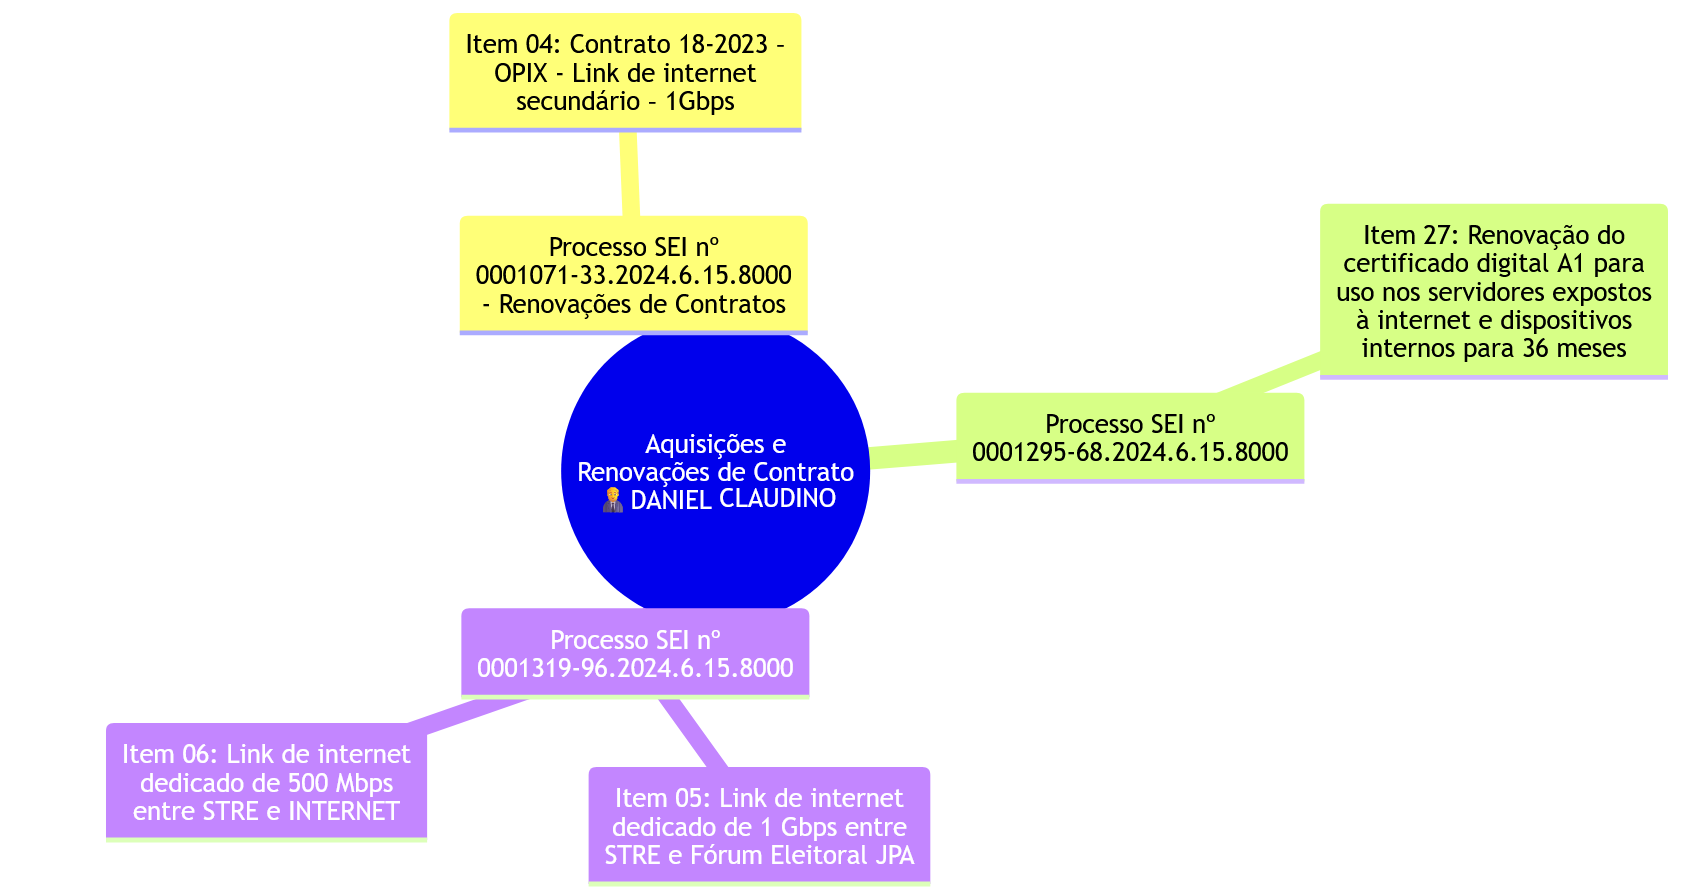 Item 04: Contrato 18-2023 –
OPIX - Link de internet
secundário – 1Gbps
Processo SEI nº
0001071-33.2024.6.15.8000
- Renovações de Contratos
Item 27: Renovação do
certificado digital A1 para
uso nos servidores expostos
à internet e dispositivos
internos para 36 meses
Processo SEI nº
0001295-68.2024.6.15.8000
Aquisições e
Renovações de Contrato
DANIEL CLAUDINO
Processo SEI nº
0001319-96.2024.6.15.8000
Item 06: Link de internet
dedicado de 500 Mbps
entre STRE e INTERNET
Item 05: Link de internet
dedicado de 1 Gbps entre
STRE e Fórum Eleitoral JPA